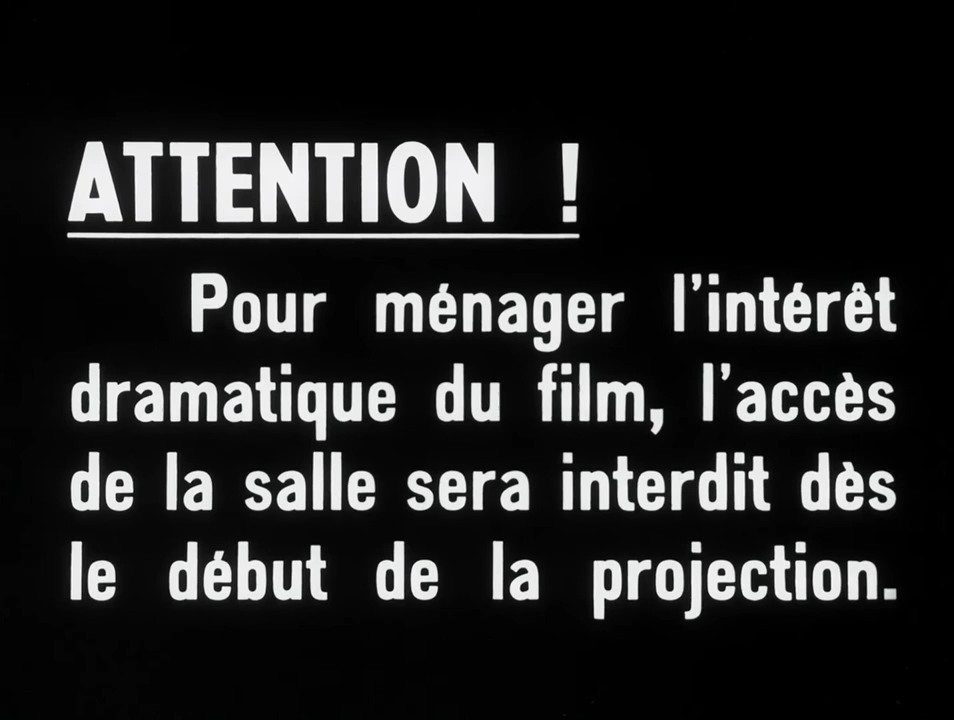 ATTENTION !
Pour ménager l'intérêt
dramatique du film, l'accès
de la salle sera interdit dès
le début de la projection.